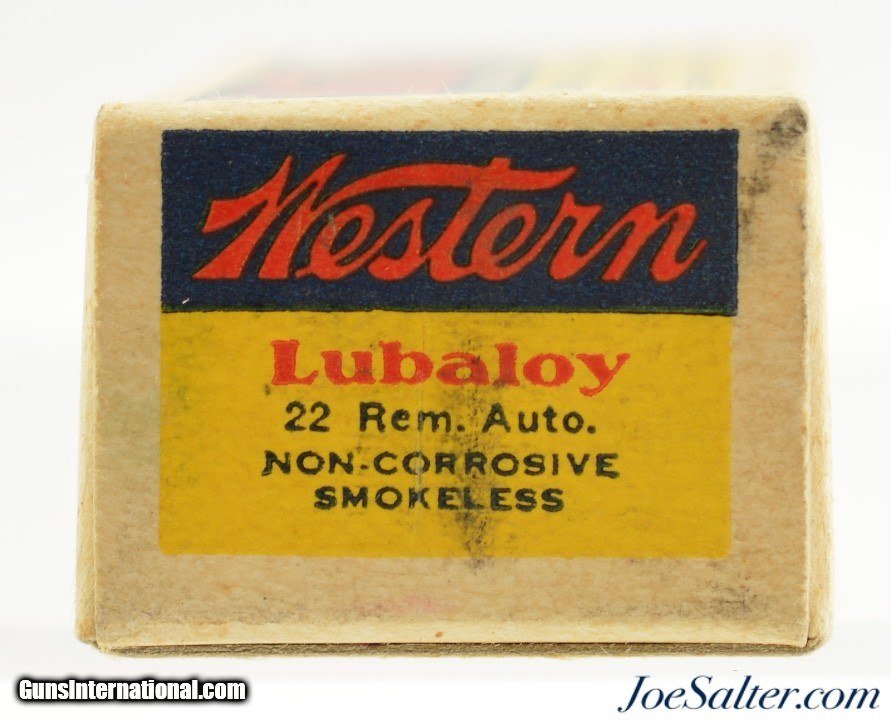 Western
Lubaloy
22 Rem. Auto.
NON-CORROSIVE
SMOKELESS
GunsInternational.com
JoeSalter.com